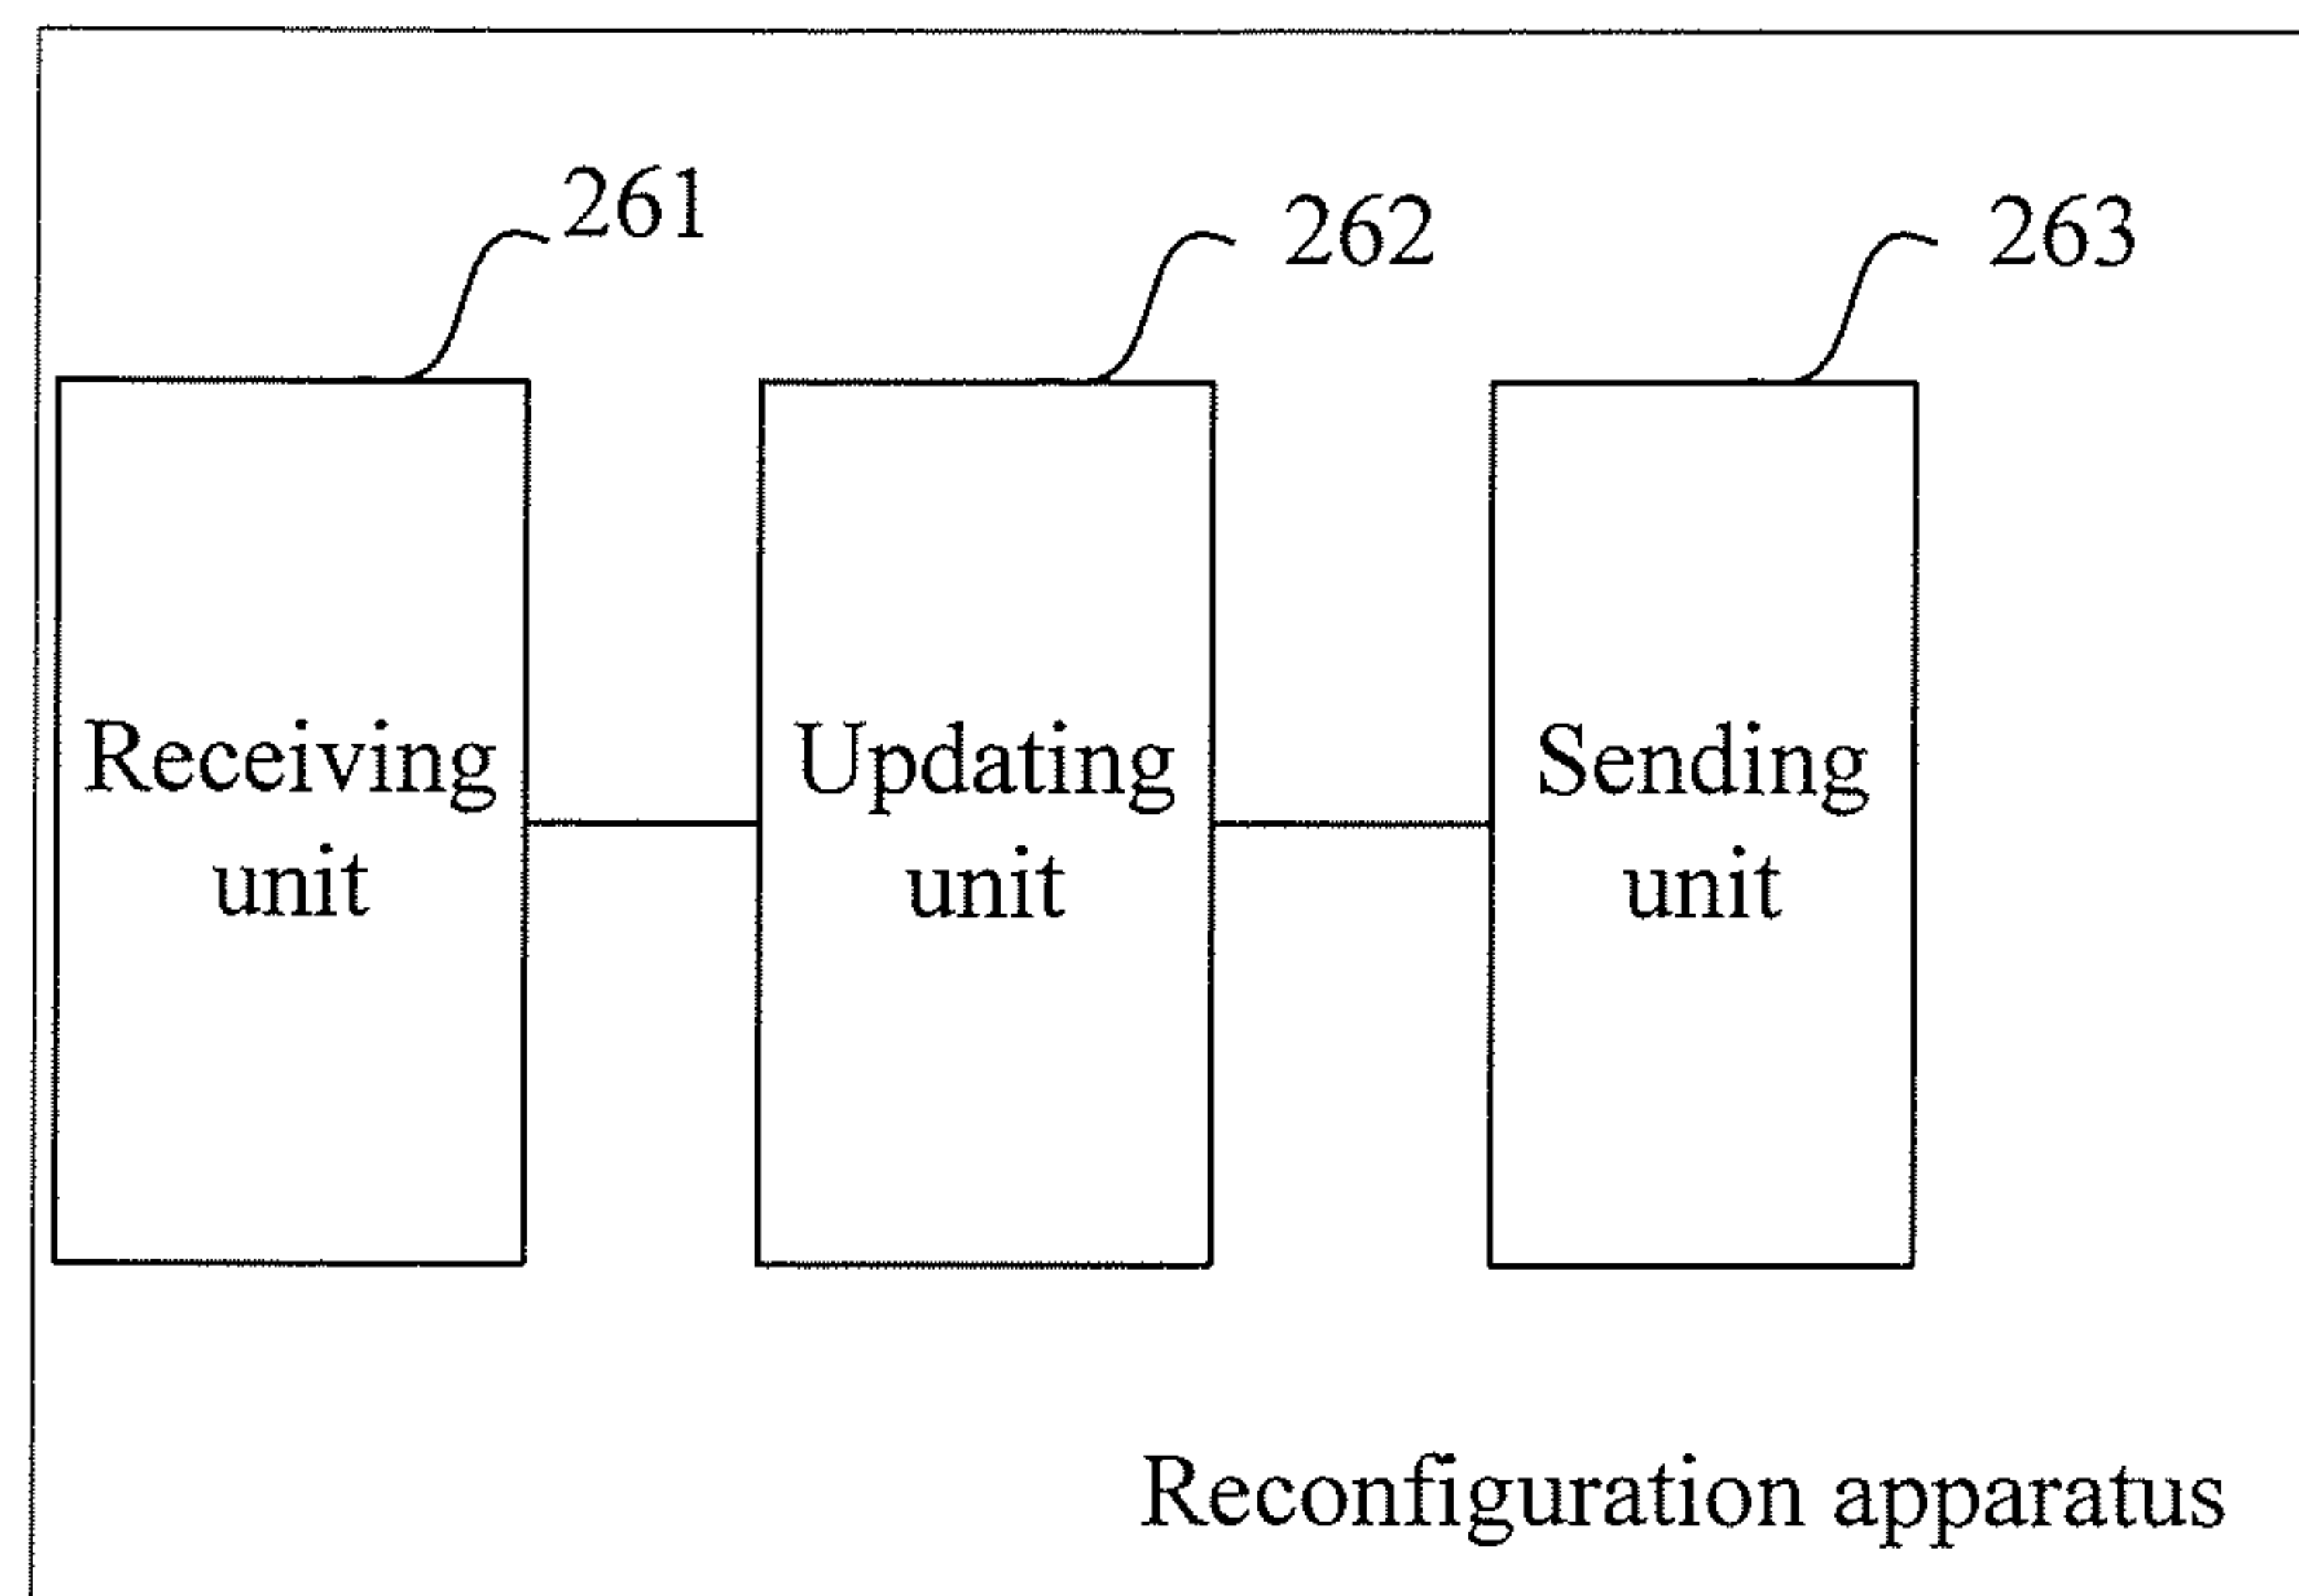 261
262
263
Receiving
unit
Updating
unit
Sending
unit
Reconfiguration apparatus